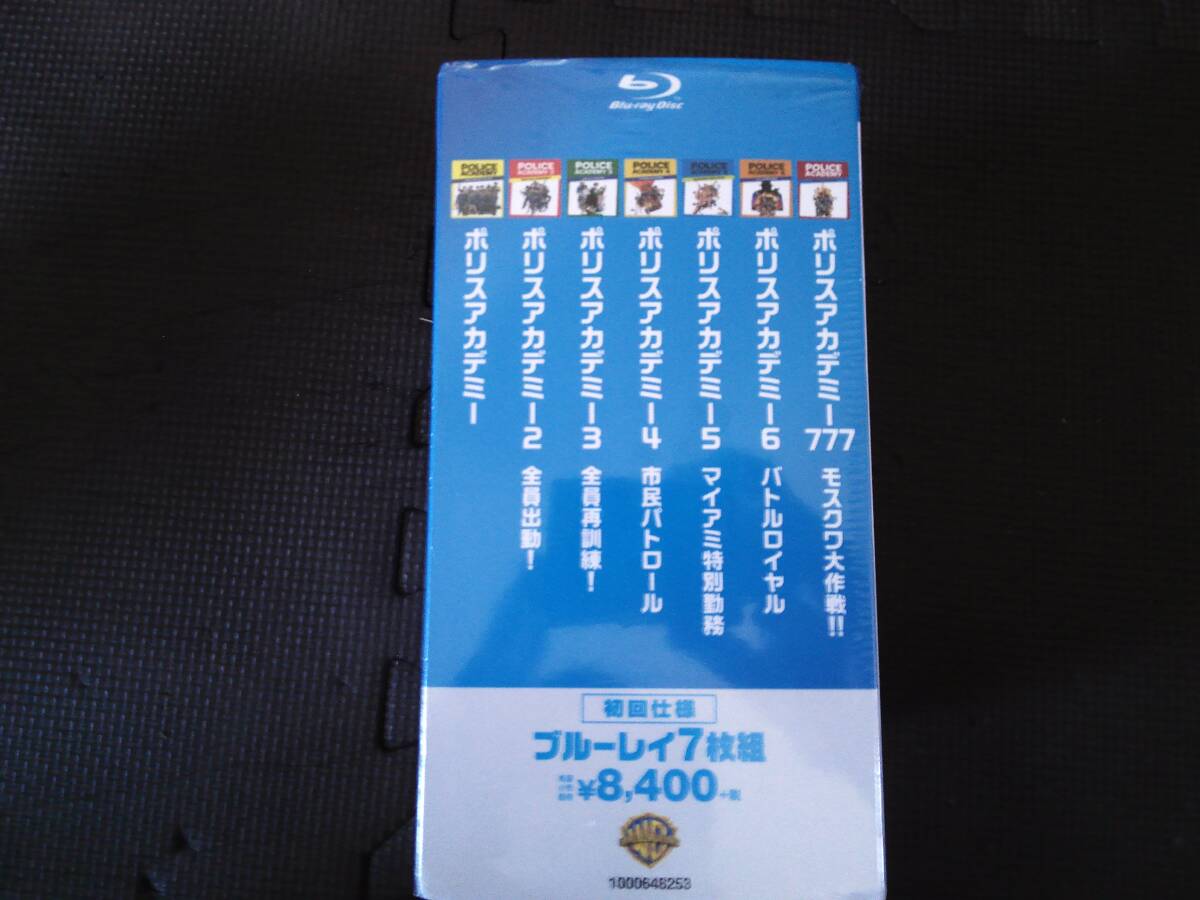 Blu-ray Disc
POLICE
ACADEMY
POLICE
ACADEMY 2
POLICE
ACADEMY 3
POLICE
ACADEMY 4
POLICE
ACADEMY 5
POLICE
ACADEMY 6
POLICE
ACADEMY
ポリスアカデミー
ポリスアカデミー2 全員出動!
ポリスアカデミー3 全員再訓練!
ポリスアカデミー4 市民パトロール
ポリスアカデミー5 マイアミ特別勤務
ポリスアカデミー6 バトルロイヤル
ポリスアカデミー777 モスクワ大作戦!!
初回仕様
ブルーレイ7枚組
¥8,400+税
WB
1000648253